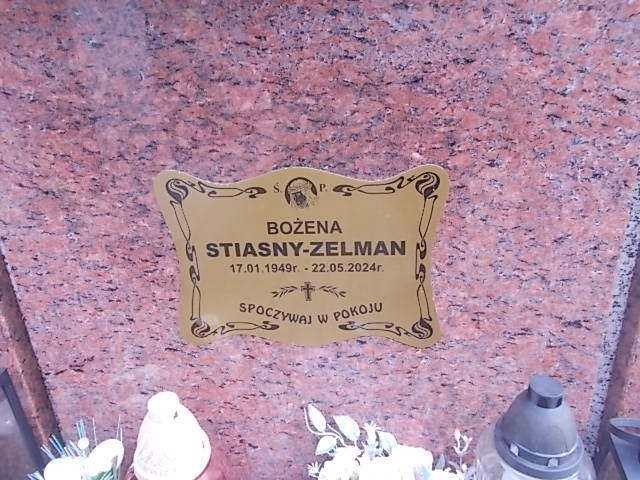 Ś. P.
BOŻENA
STIASNY-ZELMAN
17.01.1949r. - 22.05.2024r.
SPOCZYWAJ W POKOJU